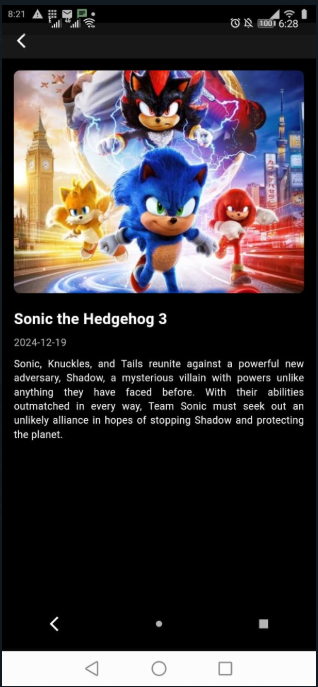 8:21
100 6:28
Sonic the Hedgehog 3
2024-12-19
Sonic, Knuckles, and Tails reunite against a powerful new
adversary, Shadow, a mysterious villain with powers unlike
anything they have faced before. With their abilities
outmatched in every way, Team Sonic must seek out an
unlikely alliance in hopes of stopping Shadow and protecting
the planet.